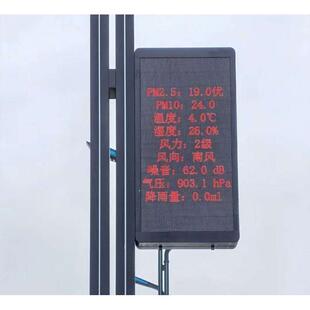 PM2.5: 19.0优
PM10: 24.0
温度: 4.0℃
湿度: 26.0%
风力: 2级
风向: 南风
噪音: 62.0 dB
气压: 903.1 hPa
降雨量: 0.0ml